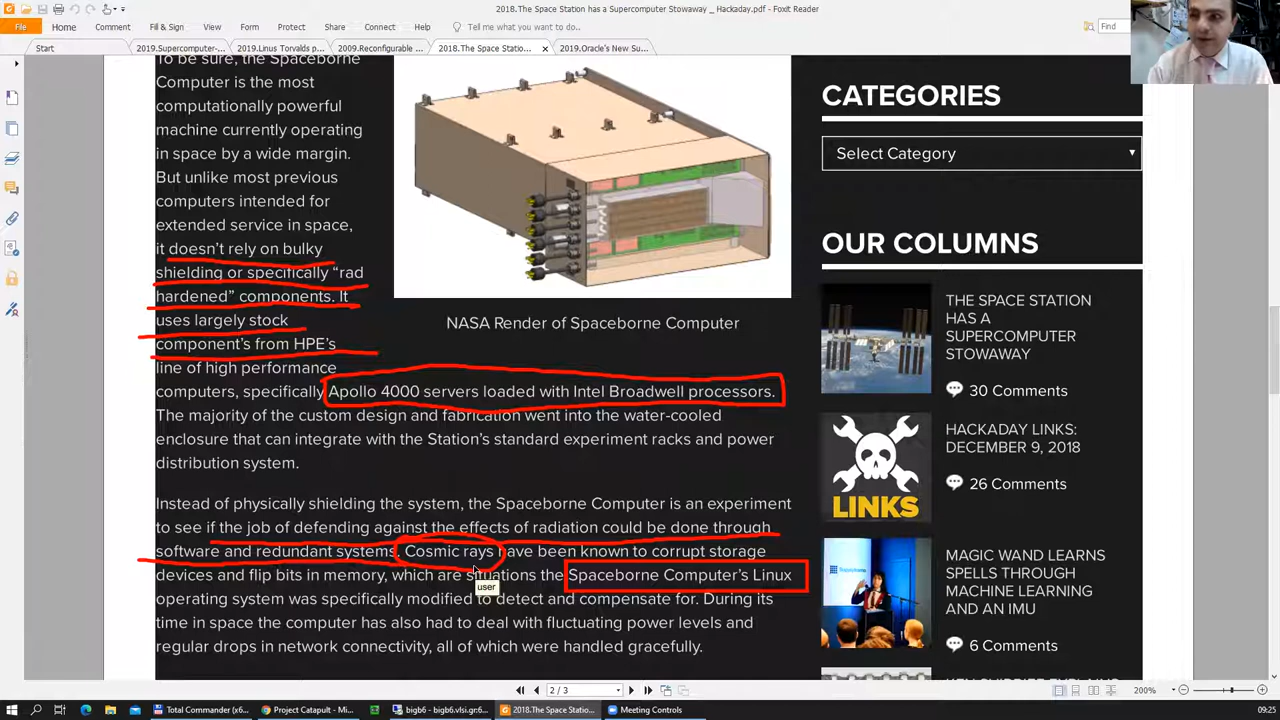 2018.The Space Station has a Supercomputer Stowaway _ Hackaday.pdf - Foxit Reader
File
Home
Comment
Fill & Sign
View
Form
Protect
Foxit Cloud
Share
Connect
Help
Tell me what you want to do...
Find
Start
2019.Supercomputer-...
2019.Linus Torvalds p...
2009.Reconfigurable ...
2018.The Space Statio...
2019.Oracle's New Su...
To be sure, the Spaceborne
Computer is the most
computationally powerful
machine currently operating
in space by a wide margin.
But unlike most previous
computers intended for
extended service in space,
it doesn't rely on bulky
shielding or specifically “rad
hardened” components. It
uses largely stock
component's from HPE's
line of high performance
computers, specifically Apollo 4000 servers loaded with Intel Broadwell processors.
The majority of the custom design and fabrication went into the water-cooled
enclosure that can integrate with the Station's standard experiment racks and power
distribution system.
NASA Render of Spaceborne Computer
Instead of physically shielding the system, the Spaceborne Computer is an experiment
to see if the job of defending against the effects of radiation could be done through
software and redundant systems. Cosmic rays have been known to corrupt storage
devices and flip bits in memory, which are situations the Spaceborne Computer's Linux
user
operating system was specifically modified to detect and compensate for. During its
time in space the computer has also had to deal with fluctuating power levels and
regular drops in network connectivity, all of which were handled gracefully.
CATEGORIES
Select Category
OUR COLUMNS
THE SPACE STATION
HAS A
SUPERCOMPUTER
STOWAWAY
30 Comments
LINKS
HACKADAY LINKS:
DECEMBER 9, 2018
26 Comments
MAGIC WAND LEARNS
SPELLS THROUGH
MACHINE LEARNING
AND AN IMU
6 Comments
2 / 3
200%
Total Commander (x6...
Project Catapult - Mi...
bigb6 - bigb6.vlsi.gr...
2018.The Space Statio...
Meeting Controls
09:25